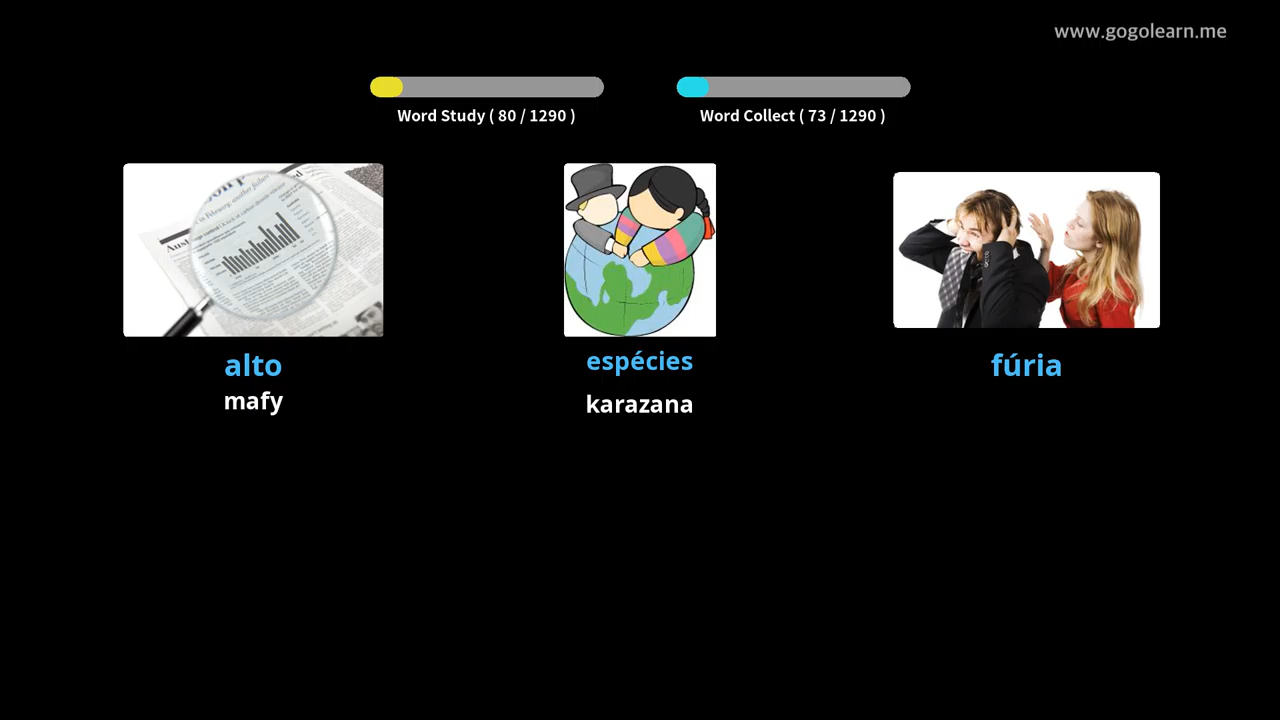 www.gogolearn.me
Word Study ( 80 / 1290 )
Word Collect ( 73 / 1290 )
alto
mafy
espécies
karazana
fúria